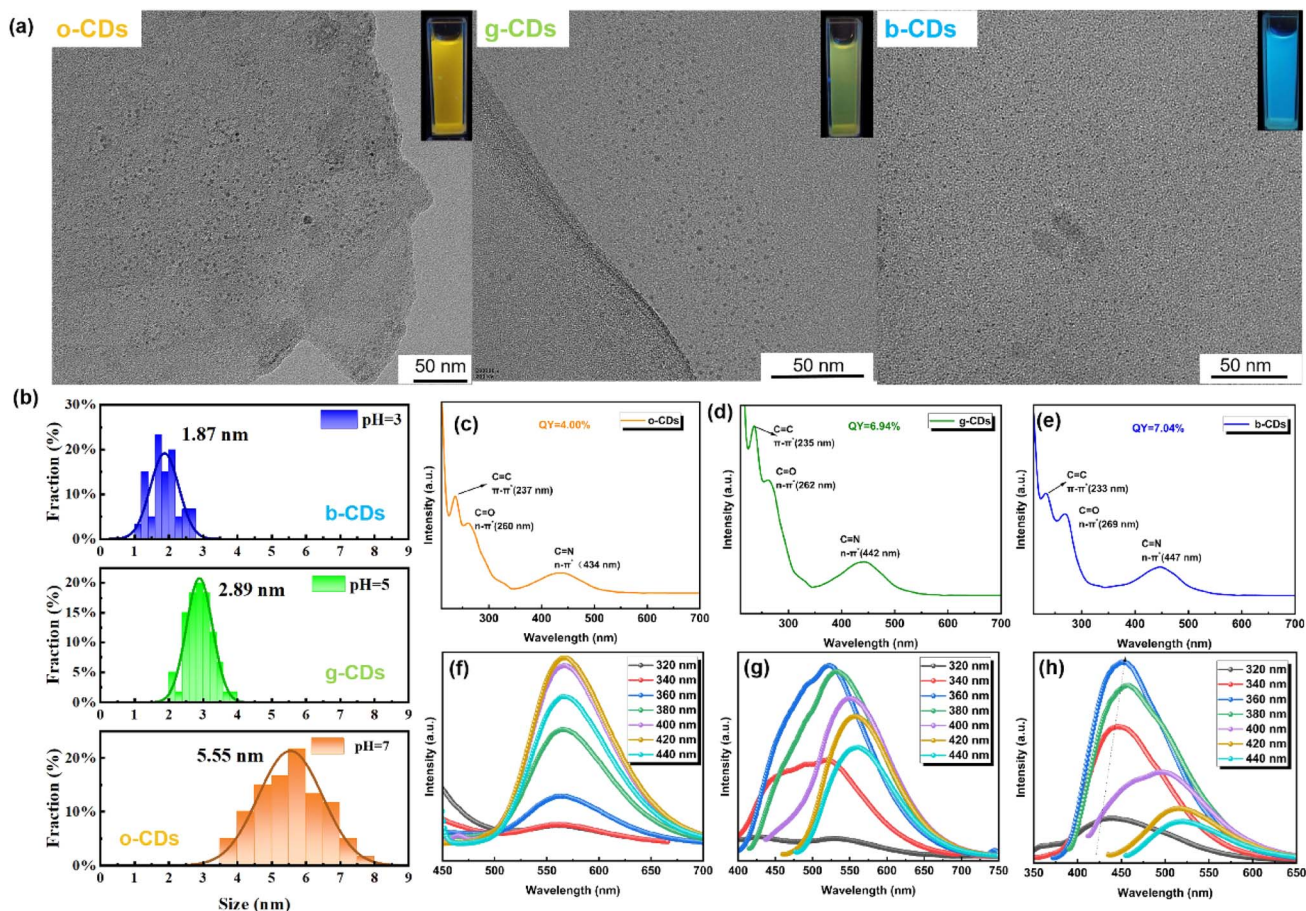 (a)
o-CDs
g-CDs
b-CDs
50 nm
50 nm
50 nm
(b)
30%
20%
10%
0%
Fraction (%)
pH=3
1.87 nm
b-CDs
0 1 2 3 4 5 6 7 8 9
20%
15%
10%
5%
0%
Fraction (%)
pH=5
2.89 nm
g-CDs
0 1 2 3 4 5 6 7 8 9
20%
10%
0%
Fraction (%)
pH=7
5.55 nm
o-CDs
0 1 2 3 4 5 6 7 8 9
Size (nm)
(c)
QY=4.00%
o-CDs
C=C
π-π*(237 nm)
C=O
n-π*(260 nm)
C=N
n-π*（434 nm)
Intensity (a.u.)
300 400 500 600 700
Wavelength (nm)
(d)
QY=6.94%
g-CDs
C=C
π-π*(235 nm)
C=O
n-π*(262 nm)
C=N
n-π*(442 nm)
Intensity (a.u.)
300 400 500 600 700
Wavelength (nm)
(e)
QY=7.04%
b-CDs
C=C
π-π*(233 nm)
C=O
n-π*(269 nm)
C=N
n-π*(447 nm)
Intensity (a.u.)
300 400 500 600 700
Wavelength (nm)
(f)
320 nm
340 nm
360 nm
380 nm
400 nm
420 nm
440 nm
Intensity (a.u.)
450 500 550 600 650 700
Wavelength (nm)
(g)
320 nm
340 nm
360 nm
380 nm
400 nm
420 nm
440 nm
Intensity (a.u.)
400 450 500 550 600 650 700 750
Wavelength (nm)
(h)
320 nm
340 nm
360 nm
380 nm
400 nm
420 nm
440 nm
Intensity (a.u.)
350 400 450 500 550 600 650
Wavelength (nm)